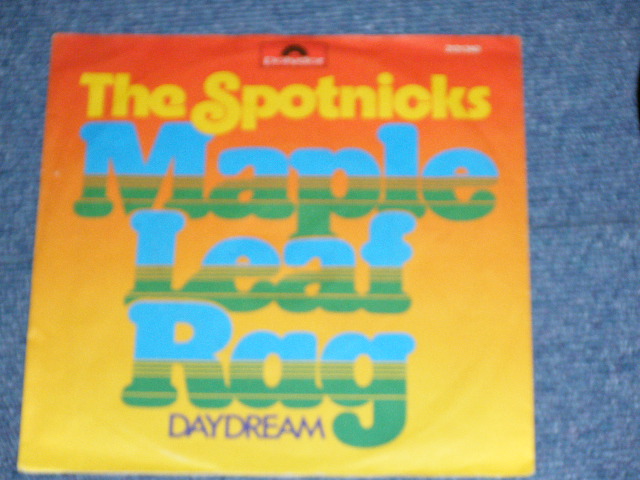 The Spotnicks
Maple
Leaf
Rag
DAYDREAM